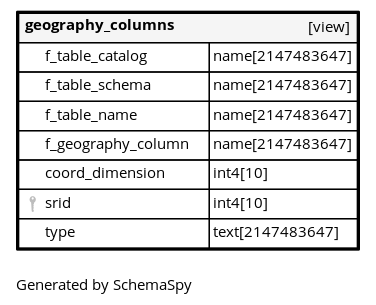 geography_columns [view]
f_table_catalog name[2147483647]
f_table_schema name[2147483647]
f_table_name name[2147483647]
f_geography_column name[2147483647]
coord_dimension int4[10]
srid int4[10]
type text[2147483647]
Generated by SchemaSpy